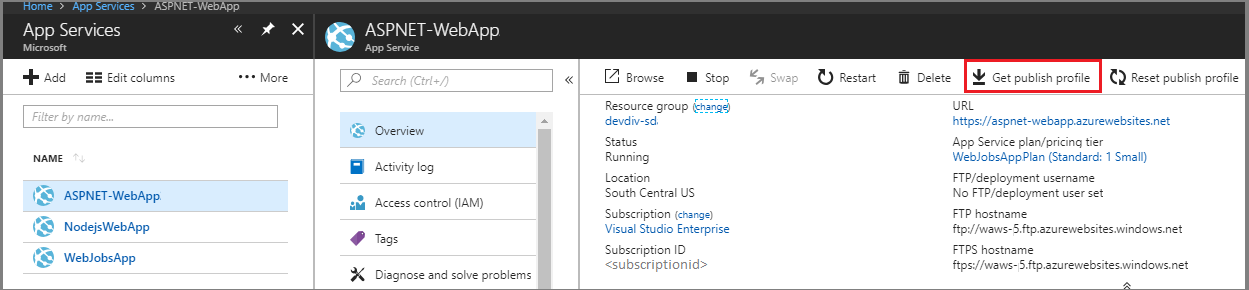 Home > App Services > ASPNET-WebApp
App Services
Microsoft
ASPNET-WebApp
App Service
Add
Edit columns
More
Filter by name...
NAME
ASPNET-WebApp
NodejsWebApp
WebJobsApp
Search (Ctrl+/)
Overview
Activity log
Access control (IAM)
Tags
Diagnose and solve problems
Browse
Stop
Swap
Restart
Delete
Get publish profile
Reset publish profile
Resource group (change)
devdiv-sd
Status
Running
Location
South Central US
Subscription (change)
Visual Studio Enterprise
Subscription ID
<subscriptionid>
URL
https://aspnet-webapp.azurewebsites.net
App Service plan/pricing tier
WebJobsAppPlan (Standard: 1 Small)
FTP/deployment username
No FTP/deployment user set
FTP hostname
ftp://waws-5.ftp.azurewebsites.windows.net
FTPS hostname
ftps://waws-5.ftp.azurewebsites.windows.net